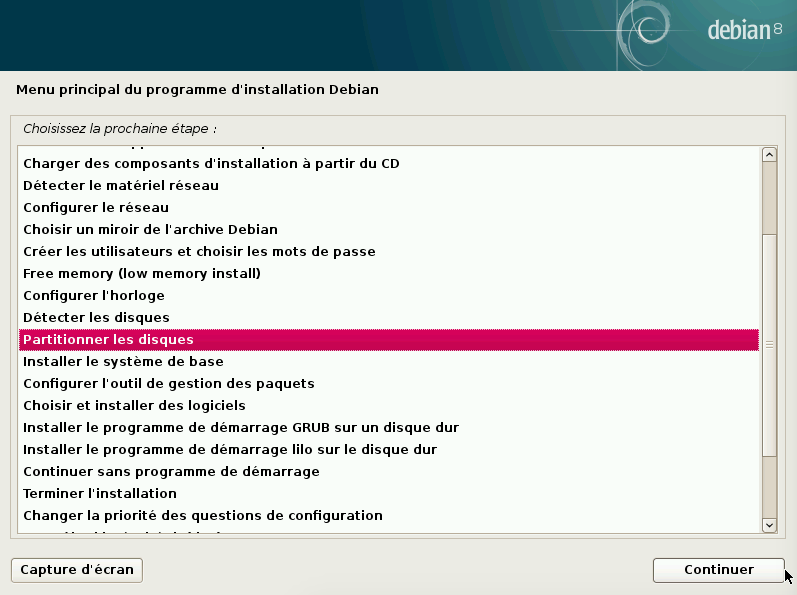 debian 8
Menu principal du programme d'installation Debian
Choisissez la prochaine étape :
Charger des composants d'installation à partir du CD
Détecter le matériel réseau
Configurer le réseau
Choisir un miroir de l'archive Debian
Créer les utilisateurs et choisir les mots de passe
Free memory (low memory install)
Configurer l'horloge
Détecter les disques
Partitionner les disques
Installer le système de base
Configurer l'outil de gestion des paquets
Choisir et installer des logiciels
Installer le programme de démarrage GRUB sur un disque dur
Installer le programme de démarrage lilo sur le disque dur
Continuer sans programme de démarrage
Terminer l'installation
Changer la priorité des questions de configuration
Capture d'écran
Continuer